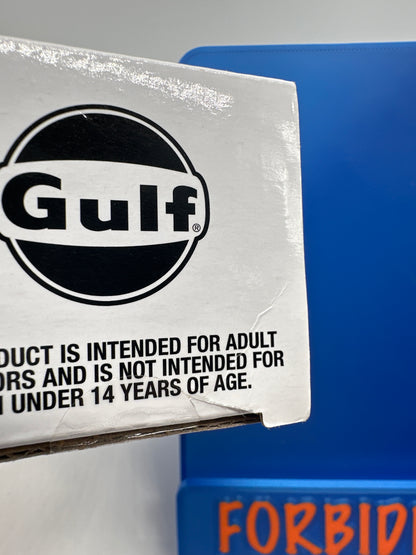 Gulf®
DUCT IS INTENDED FOR ADULT
ORS AND IS NOT INTENDED FOR
UNDER 14 YEARS OF AGE.
FORBID